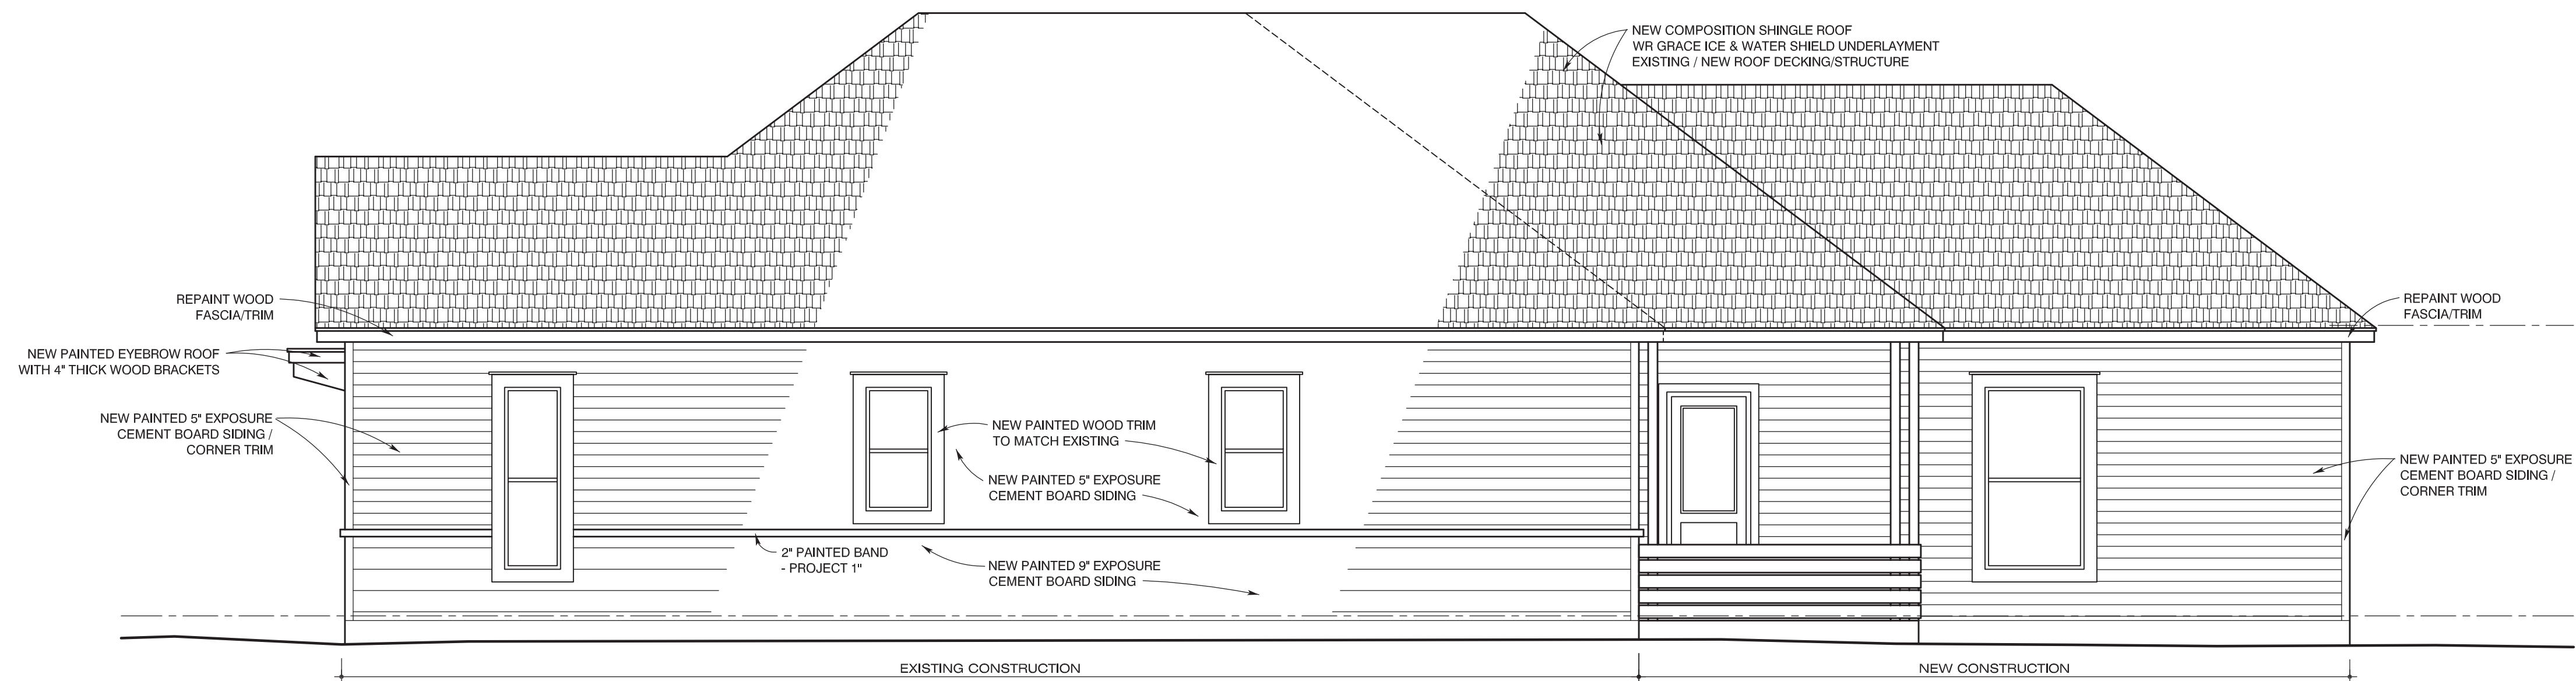 NEW COMPOSITION SHINGLE ROOF
WR GRACE ICE & WATER SHIELD UNDERLAYMENT
EXISTING / NEW ROOF DECKING/STRUCTURE
REPAINT WOOD
FASCIA/TRIM
REPAINT WOOD
FASCIA/TRIM
NEW PAINTED EYEBROW ROOF
WITH 4" THICK WOOD BRACKETS
NEW PAINTED 5" EXPOSURE
CEMENT BOARD SIDING /
CORNER TRIM
NEW PAINTED WOOD TRIM
TO MATCH EXISTING
NEW PAINTED 5" EXPOSURE
CEMENT BOARD SIDING
NEW PAINTED 5" EXPOSURE
CEMENT BOARD SIDING /
CORNER TRIM
2" PAINTED BAND
- PROJECT 1"
NEW PAINTED 9" EXPOSURE
CEMENT BOARD SIDING
EXISTING CONSTRUCTION
NEW CONSTRUCTION